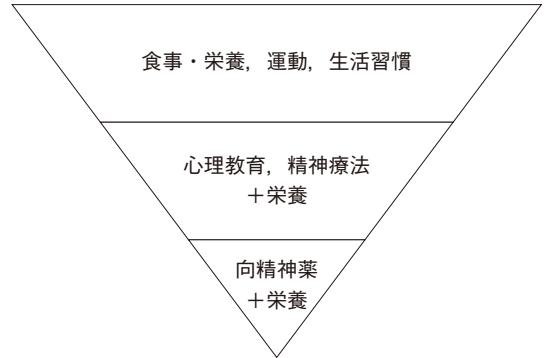 食事・栄養，運動，生活習慣
心理教育，精神療法
＋栄養
向精神薬
＋栄養